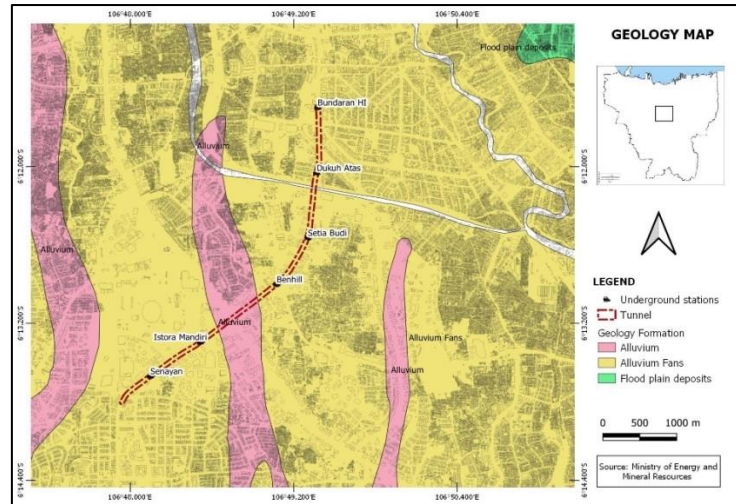 106°48.000'E 106°49.200'E 106°50.400'E
GEOLOGY MAP
Flood plain deposits
Bundaran HI
Alluvium
6°12.000'S 6°12.000'S
Dukuh Atas
Setia Budi
Alluvium
Benhill
Alluvium
6°13.200'S 6°13.200'S
Istora Mandiri
Alluvium Fans
Senayan
Alluvium
6°14.400'S 6°14.400'S
106°48.000'E 106°49.200'E 106°50.400'E
LEGEND
Underground stations
Tunnel
Geology Formation
Alluvium
Alluvium Fans
Flood plain deposits
0 500 1000 m
Source: Ministry of Energy and
Mineral Resources